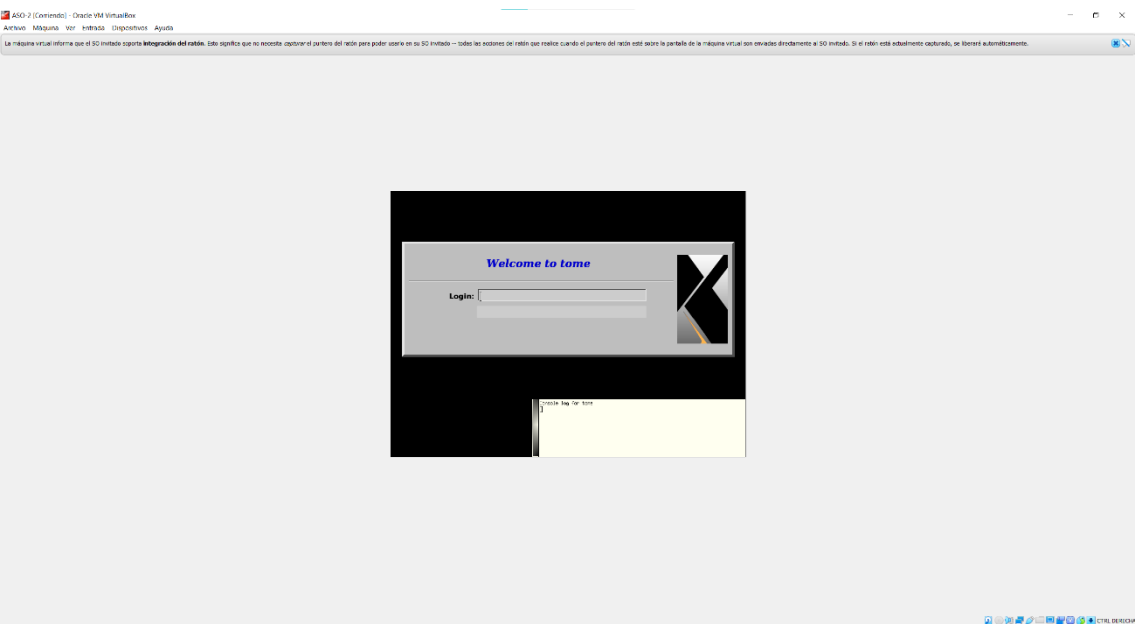 ASO-2 [Corriendo] - Oracle VM VirtualBox
Archivo Máquina Ver Entrada Dispositivos Ayuda
La máquina virtual informa que el SO invitado soporta integración del ratón. Esto significa que no necesita capturar el puntero del ratón para poder usarlo en su SO invitado -- todas las acciones del ratón que realice cuando el puntero del ratón esté sobre la pantalla de la máquina virtual son enviadas directamente al SO invitado. Si el ratón está actualmente capturado, se liberará automáticamente.
Welcome to tome
Login:
Console log for tome
CTRL DERECHA